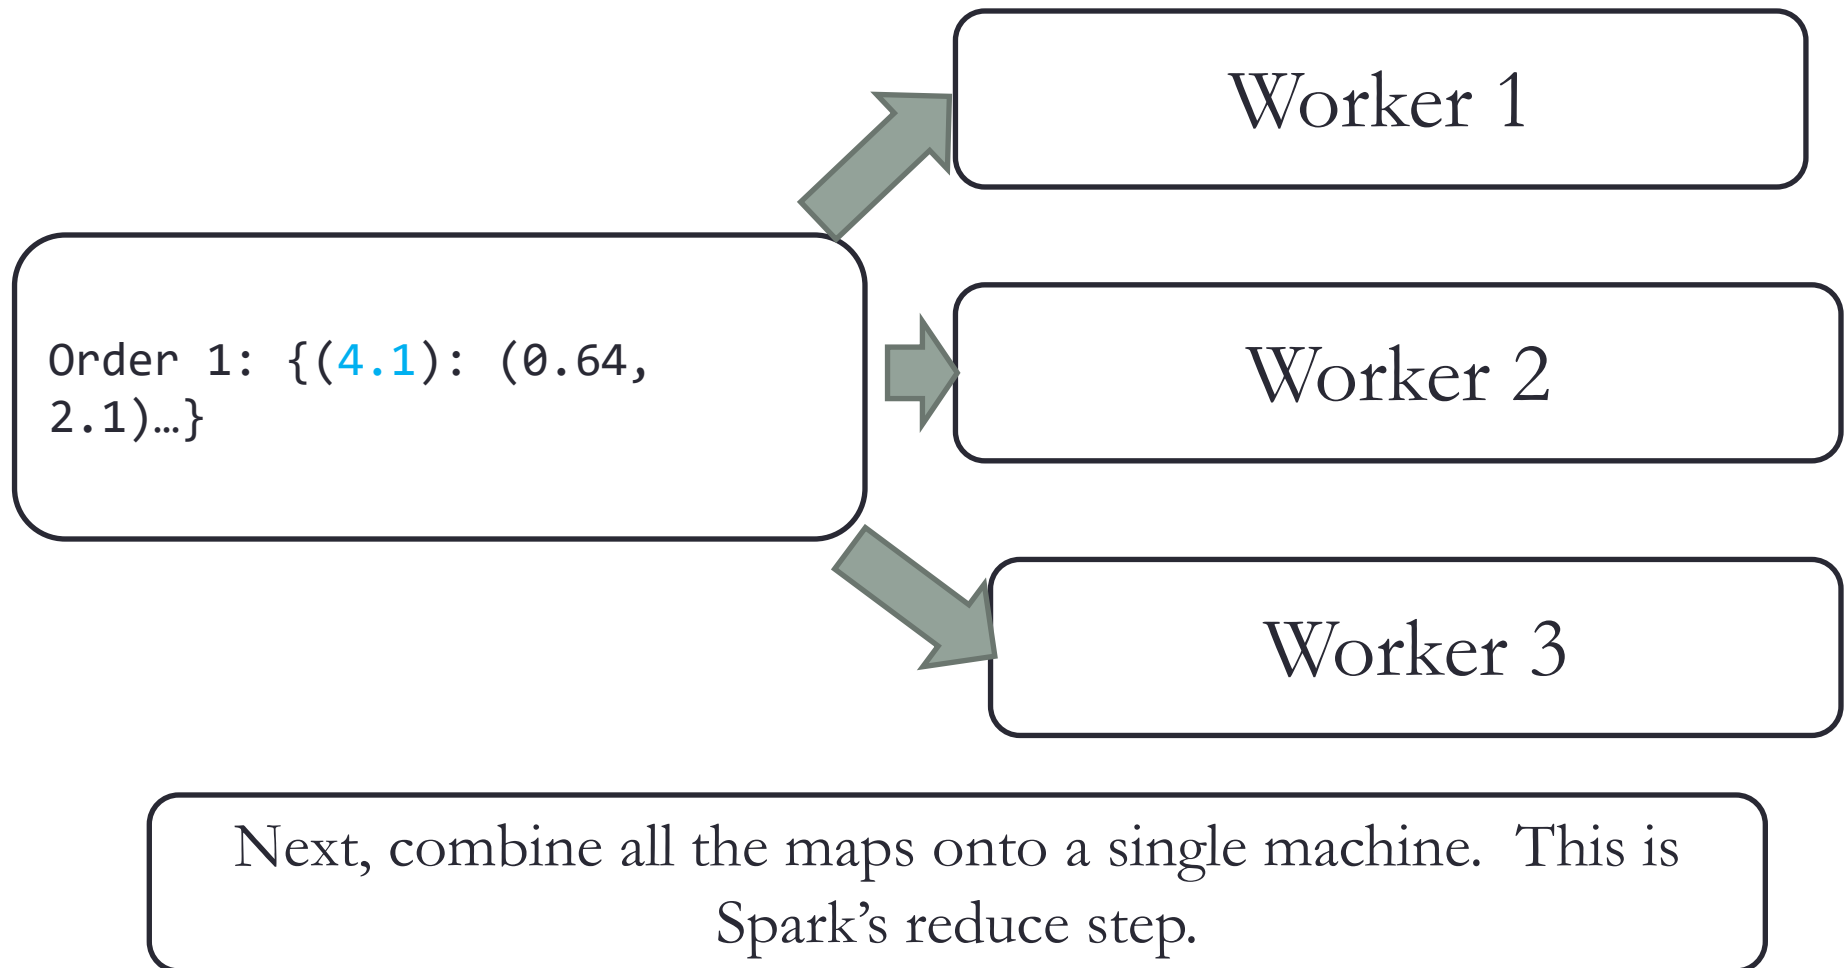 Worker 1
Order 1: {(4.1): (0.64,
2.1)…}
Worker 2
Worker 3
Next, combine all the maps onto a single machine.  This is
Spark’s reduce step.